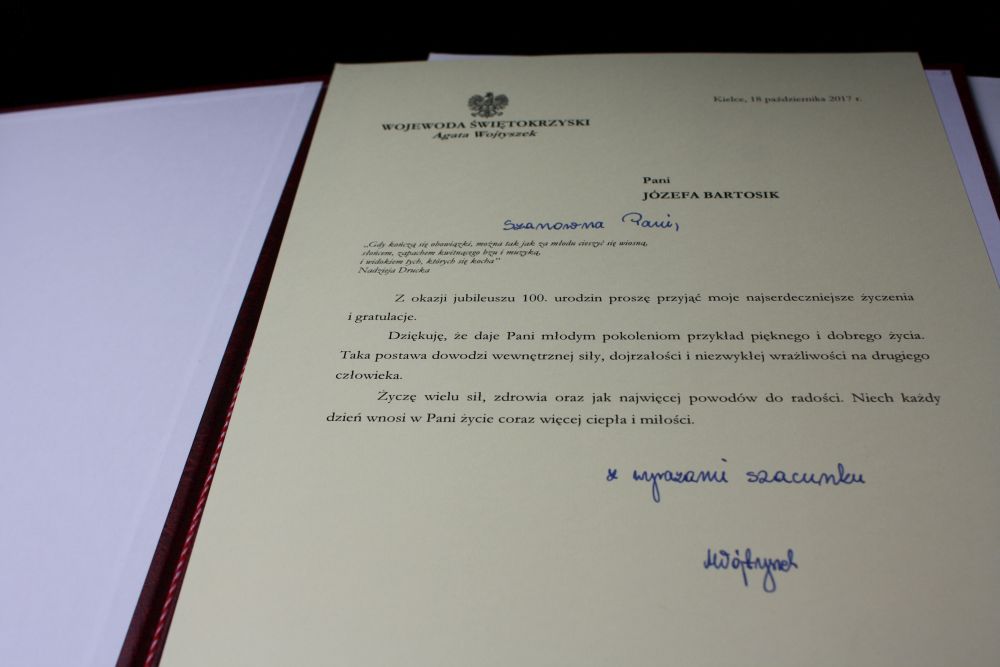 Kielce, 18 października 2017 r.
WOJEWODA ŚWIĘTOKRZYSKI
Agata Wojtyszek
Pani
JÓZEFA BARTOSIK
Szanowna Pani,
„Gdy kończą się obowiązki, można tak jak za młodu cieszyć się wiosną,
słońcem, zapachem kwitnącego bzu i muzyką,
i widokiem tych, których się kocha”
Nadzieja Drucka
Z okazji jubileuszu 100. urodzin proszę przyjąć moje najserdeczniejsze życzenia
i gratulacje.
Dziękuję, że daje Pani młodym pokoleniom przykład pięknego i dobrego życia.
Taka postawa dowodzi wewnętrznej siły, dojrzałości i niezwykłej wrażliwości na drugiego
człowieka.
Życzę wielu sił, zdrowia oraz jak najwięcej powodów do radości. Niech każdy
dzień wnosi w Pani życie coraz więcej ciepła i miłości.
z wyrazami szacunku